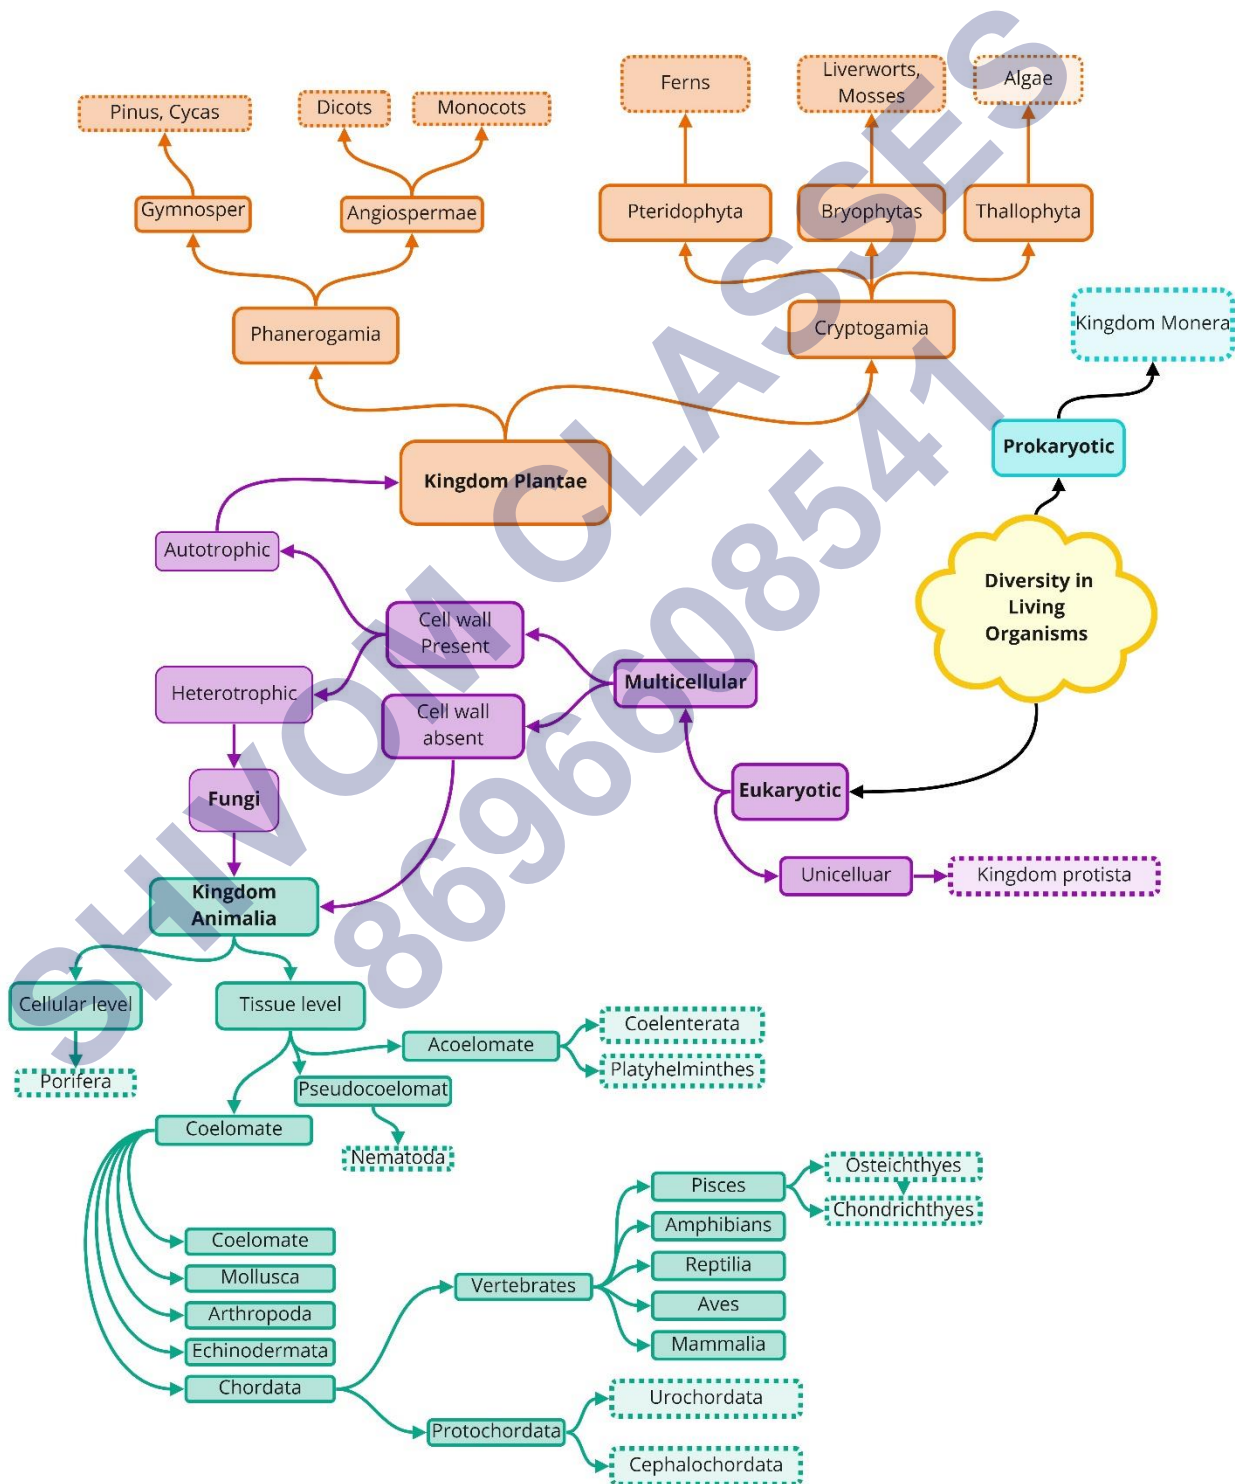 Ferns
Liverworts,
Mosses
Algae
Pinus, Cycas
Dicots
Monocots
Gymnosper
Angiospermae
Pteridophyta
Bryophytas
Thallophyta
Phanerogamia
Cryptogamia
Kingdom Monera
Kingdom Plantae
Prokaryotic
Autotrophic
Diversity in
Living
Organisms
Cell wall
Present
Multicellular
Heterotrophic
Cell wall
absent
Fungi
Eukaryotic
Unicelluar
Kingdom protista
Kingdom
Animalia
Cellular level
Tissue level
Porifera
Acoelomate
Coelenterata
Platyhelminthes
Pseudocoelomat
Coelomate
Nematoda
Pisces
Osteichthyes
Chondrichthyes
Amphibians
Reptilia
Aves
Mammalia
Vertebrates
Coelomate
Mollusca
Arthropoda
Echinodermata
Chordata
Protochordata
Urochordata
Cephalochordata
SHIVOM CLASSES
8696608541